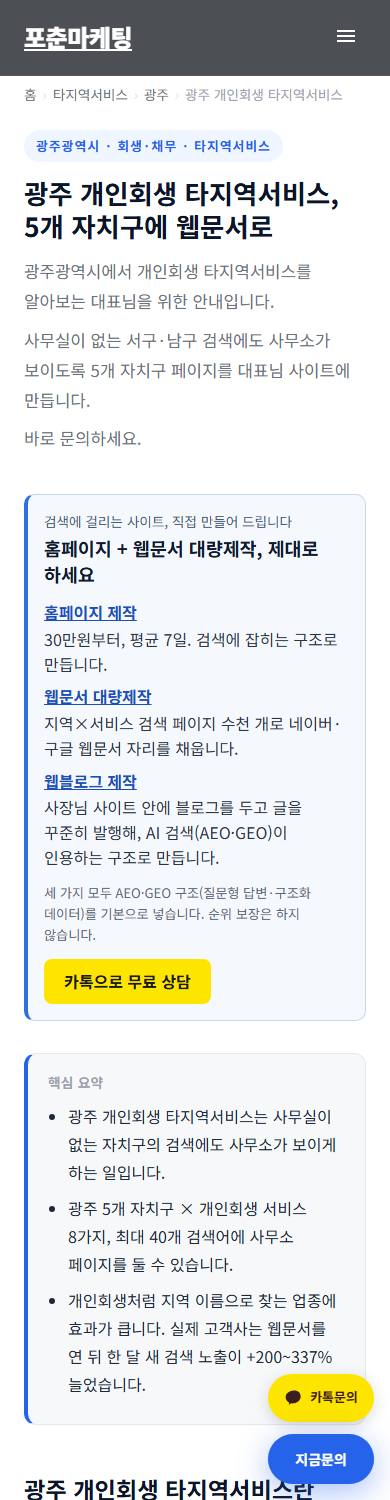 포춘마케팅
홈 › 타지역서비스 › 광주 › 광주 개인회생 타지역서비스
광주광역시 · 회생·채무 · 타지역서비스
광주 개인회생 타지역서비스,
5개 자치구에 웹문서로
광주광역시에서 개인회생 타지역서비스를
알아보는 대표님을 위한 안내입니다.
사무실이 없는 서구·남구 검색에도 사무소가
보이도록 5개 자치구 페이지를 대표님 사이트에
만듭니다.
바로 문의하세요.
검색에 걸리는 사이트, 직접 만들어 드립니다
홈페이지 + 웹문서 대량제작, 제대로
하세요
홈페이지 제작
30만원부터, 평균 7일. 검색에 잡히는 구조로
만듭니다.
웹문서 대량제작
지역×서비스 검색 페이지 수천 개로 네이버·
구글 웹문서 자리를 채웁니다.
웹블로그 제작
사장님 사이트 안에 블로그를 두고 글을
꾸준히 발행해, AI 검색(AEO·GEO)이
인용하는 구조로 만듭니다.
세 가지 모두 AEO·GEO 구조(질문형 답변·구조화
데이터)를 기본으로 넣습니다. 순위 보장은 하지
않습니다.
카톡으로 무료 상담
핵심 요약
• 광주 개인회생 타지역서비스는 사무실이
없는 자치구의 검색에도 사무소가 보이게
하는 일입니다.
• 광주 5개 자치구 × 개인회생 서비스
8가지, 최대 40개 검색어에 사무소
페이지를 둘 수 있습니다.
• 개인회생처럼 지역 이름으로 찾는 업종에
효과가 큽니다. 실제 고객사는 웹문서를
연 뒤 한 달 새 검색 노출이 +200~337%
늘었습니다.
카톡문의
지금문의
광주 개인회생 타지역서비스란